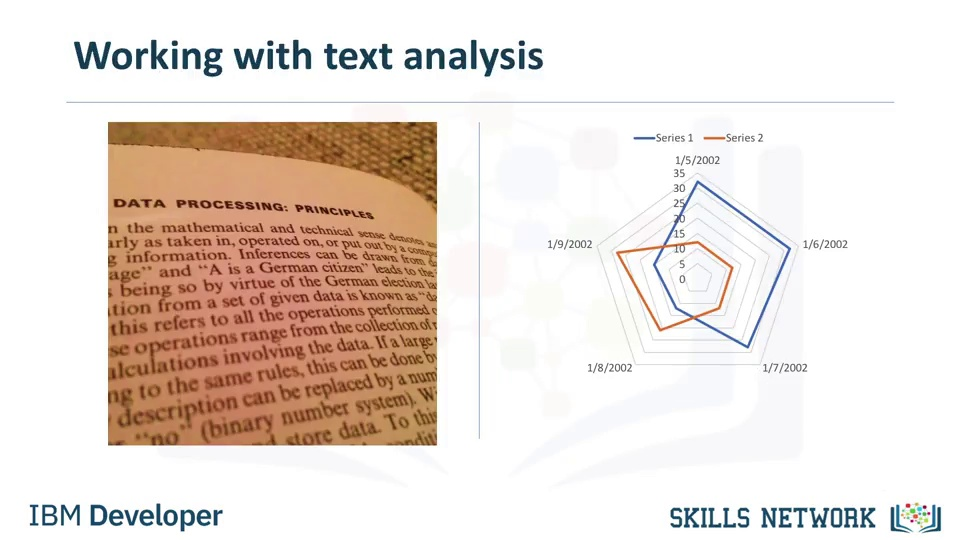 Working with text analysis
DATA PROCESSING: PRINCIPLES
n the mathematical and technical sense denotes
urly as taken in, operated on, or put out by a
g information. Inferences can be drawn from
age" and "A is a German citizen" leads to the
being so by virtue of the German election
tion from a set of given data is known as
this refers to all the operations performed
se operations range from the collection of
lculations involving the data. If a large
ng to the same rules, this can be done by
description can be replaced by a num
r "no" (binary number system).
d store data. To this
Series 1
Series 2
1/5/2002
35
30
25
20
15
10
5
0
1/9/2002
1/6/2002
1/8/2002
1/7/2002
IBM Developer
SKILLS NETWORK